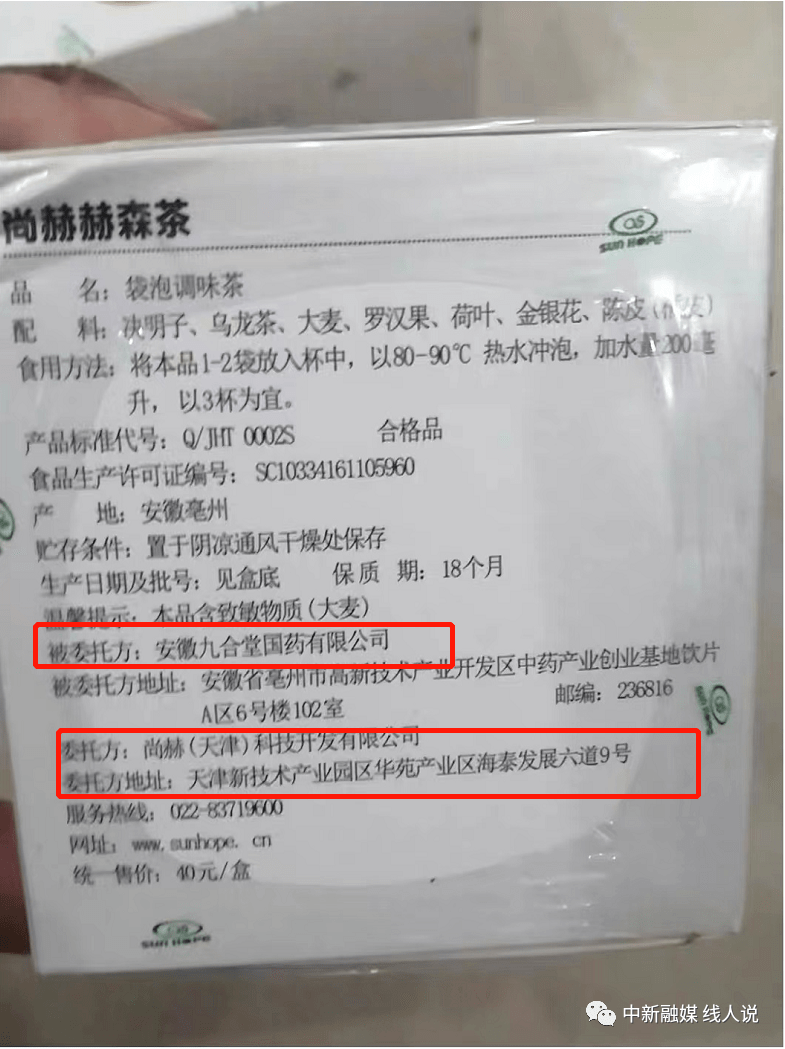 尚赫赫森茶
GS
SUN HOPE
品 名：袋泡调味茶
配 料：决明子、乌龙茶、大麦、罗汉果、荷叶、金银花、陈皮(
食用方法：将本品1-2袋放入杯中，以80-90℃ 热水冲泡，加水量200毫
升， 以3杯为宜。
产品标准代号：Q/JHT 0002S 合格品
食品生产许可证编号：SC10334161105960
产 地：安徽亳州
贮存条件：置于阴凉通风干燥处保存
生产日期及批号：见盒底 保 质 期：18个月
温馨提示：本品含致敏物质(大麦)
被委托方：安徽九合堂国药有限公司
被委托方地址：安徽省亳州市高新技术产业开发区中药产业创业基地饮片
A区6号楼102室 邮编：236816
委托方：尚赫(天津)科技开发有限公司
委托方地址：天津新技术产业园区华苑产业区海泰发展六道9号
服务热线：022-83719600
网址：www.sunhope.cn
统一售价：40元/盒
SUN HOPE
中新融媒 线人说